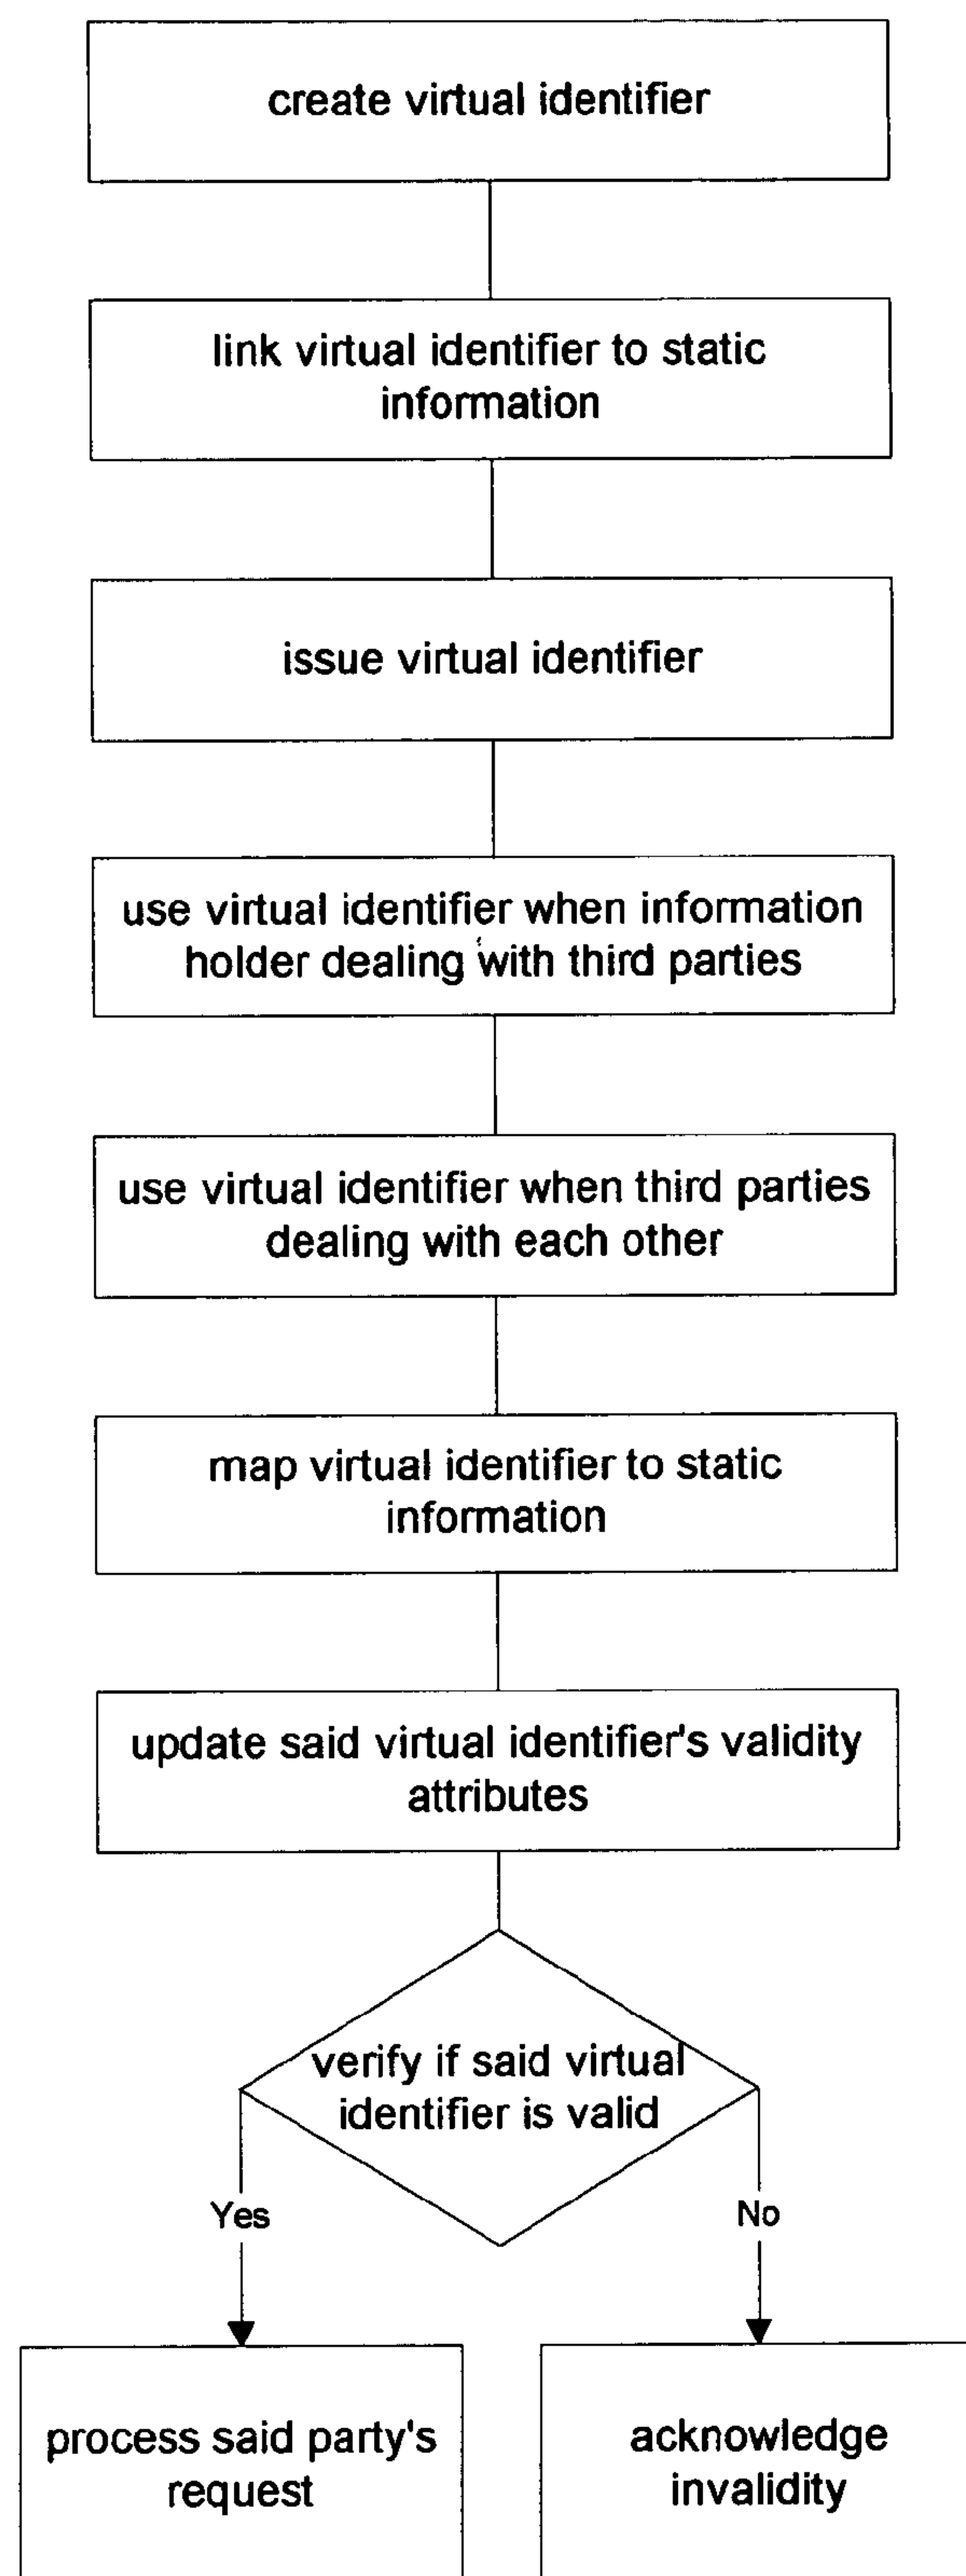 create virtual identifier
link virtual identifier to static
information
issue virtual identifier
use virtual identifier when information
holder dealing with third parties
use virtual identifier when third parties
dealing with each other
map virtual identifier to static
information
update said virtual identifier's validity
attributes
verify if said virtual
identifier is valid
Yes
No
process said party's
request
acknowledge
invalidity